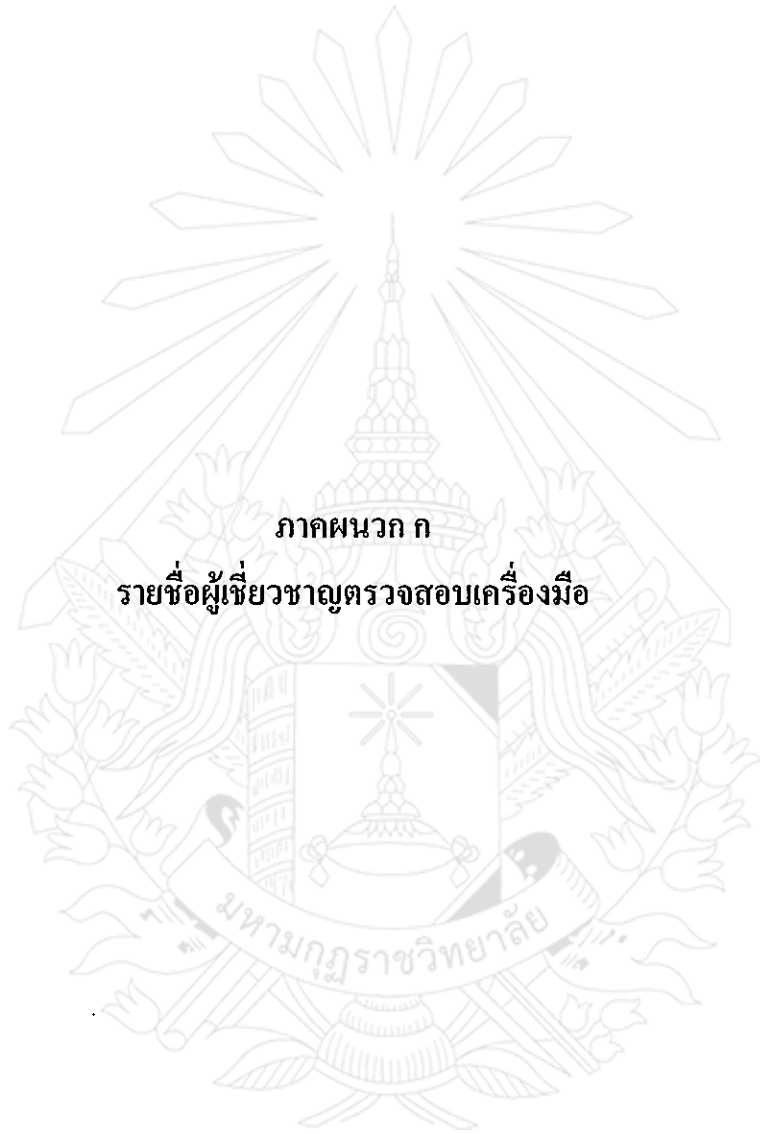 ภาคผนวก ก
รายชื่อผู้เชี่ยวชาญตรวจสอบเครื่องมือ
มหามกุฏราชวิทยาลัย